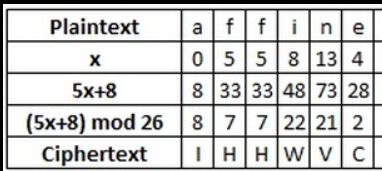 Plaintext a f f i n e
x 0 5 5 8 13 4
5x+8 8 33 33 48 73 28
(5x+8) mod 26 8 7 7 22 21 2
Ciphertext I H H W V C